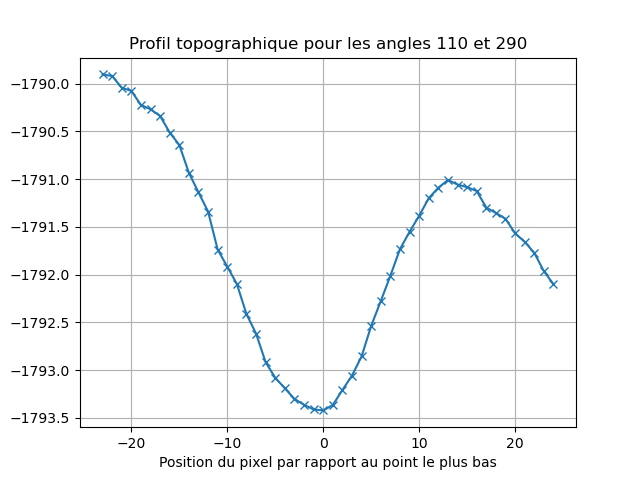 Profil topographique pour les angles 110 et 290
−1790.0
−1790.5
−1791.0
−1791.5
−1792.0
−1792.5
−1793.0
−1793.5
−20 −10 0 10 20
Position du pixel par rapport au point le plus bas